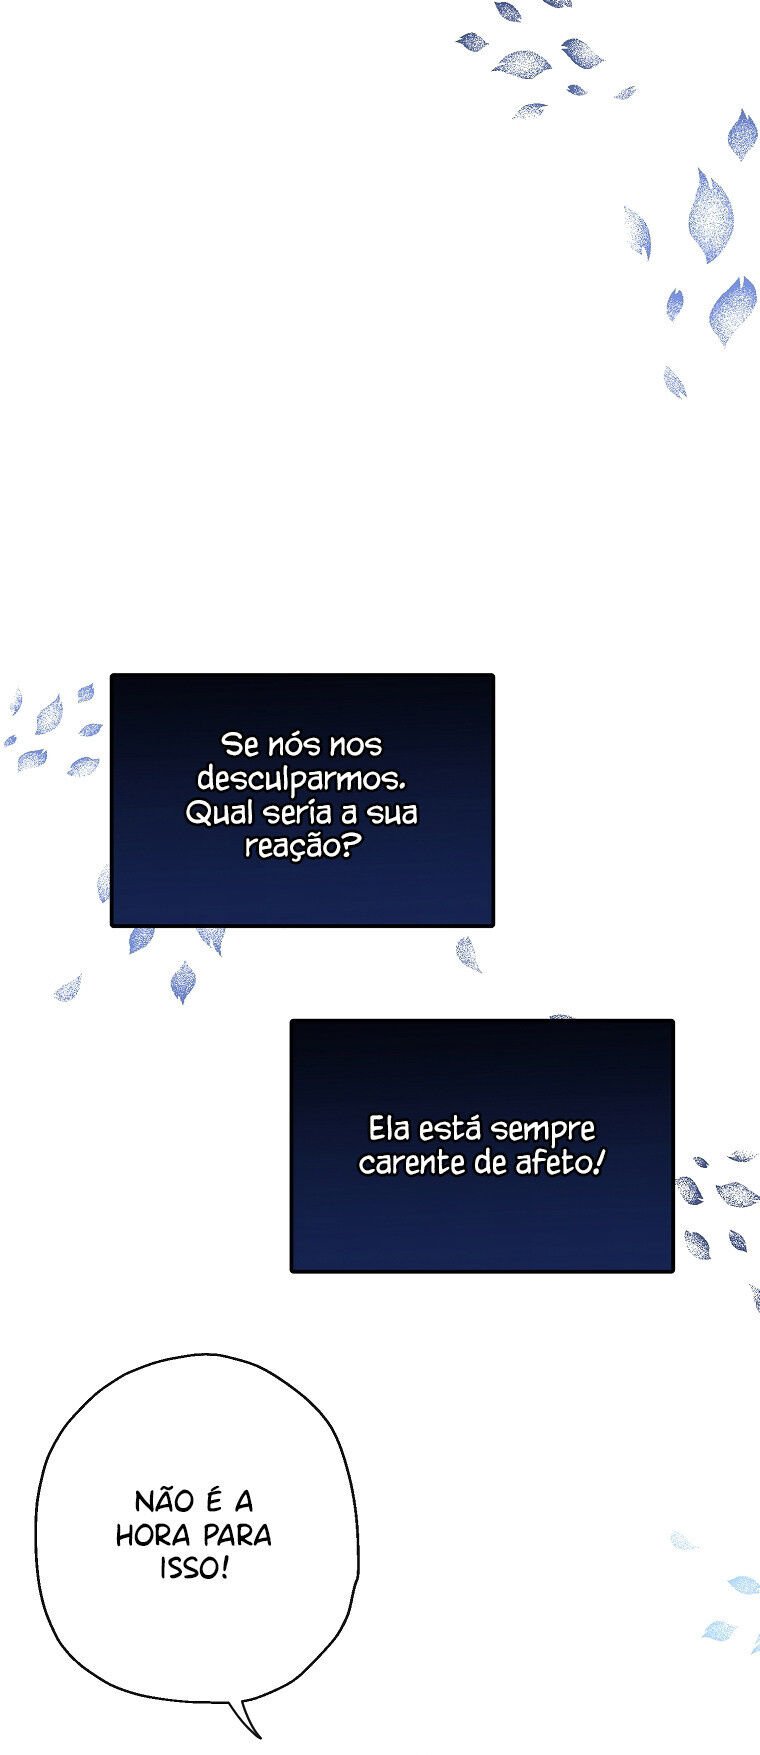 Se nós nos
desculparmos.
Qual seria a sua
reação?
Ela está sempre
carente de afeto!
NÃO É A
HORA PARA
ISSO!